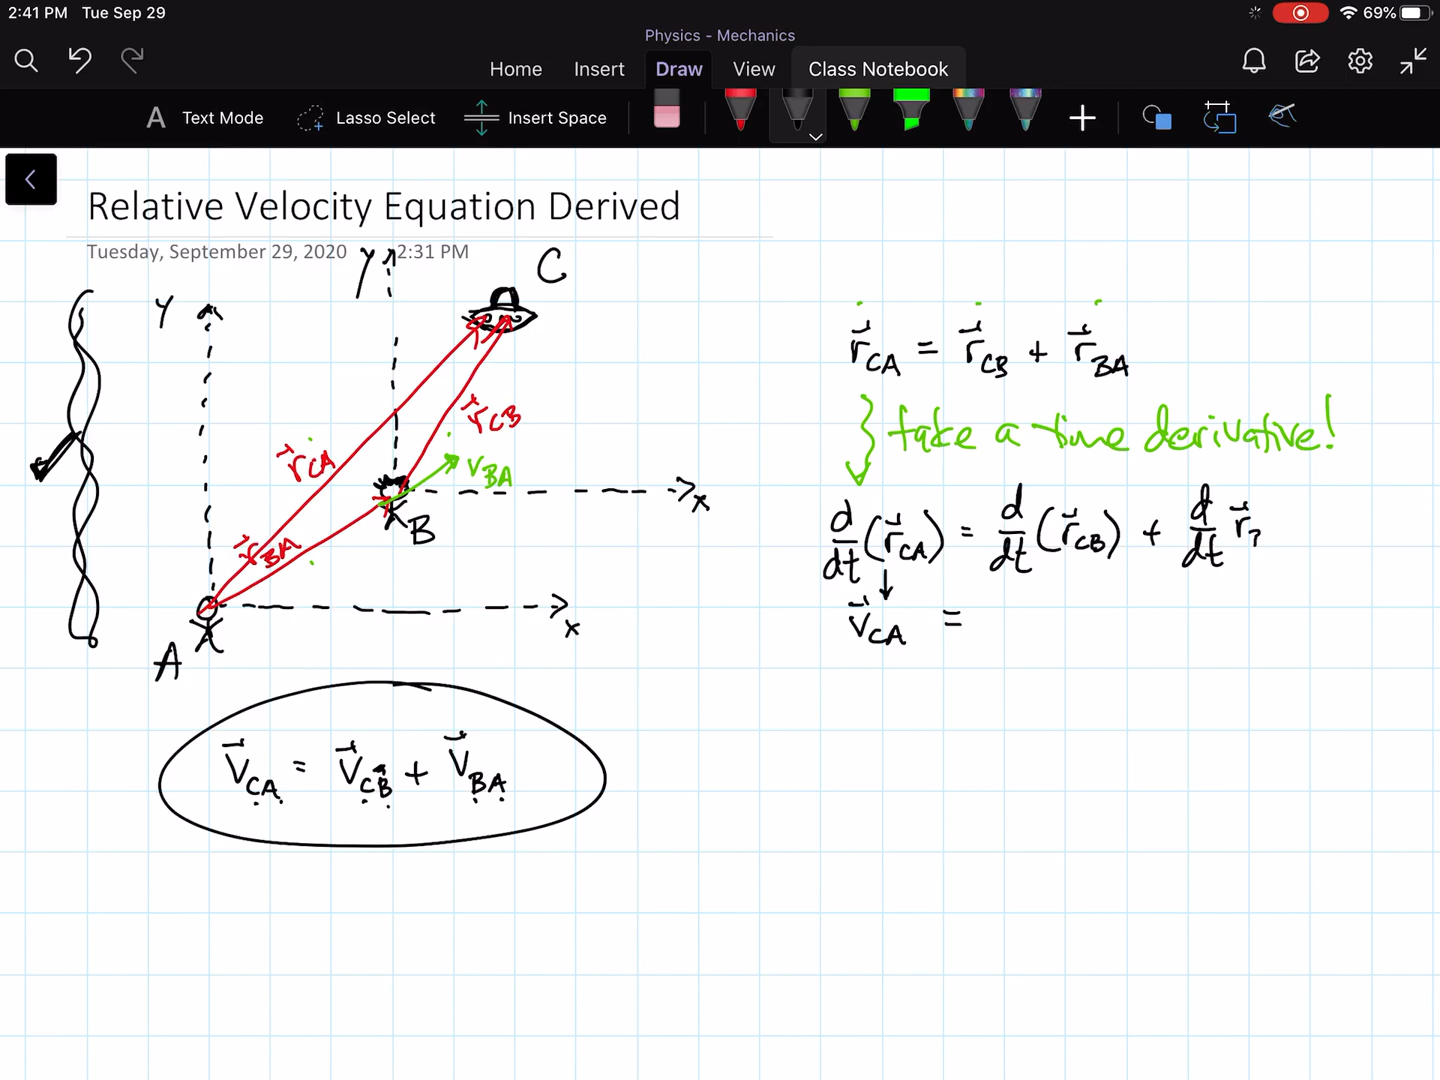 2:41 PM Tue Sep 29 69%
Physics - Mechanics
Home Insert Draw View Class Notebook
A Text Mode Lasso Select Insert Space
Relative Velocity Equation Derived
Tuesday, September 29, 2020 2:31 PM
Y
C
Y
r⃗CA = r⃗CB + r⃗BA
r⃗CB
take a time derivative!
r⃗CA
vBA
x
B
d/dt (r⃗CA) = d/dt (r⃗CB) + d/dt r⃗
r⃗BA
x
v⃗CA =
A
V⃗CA = V⃗CB + V⃗BA